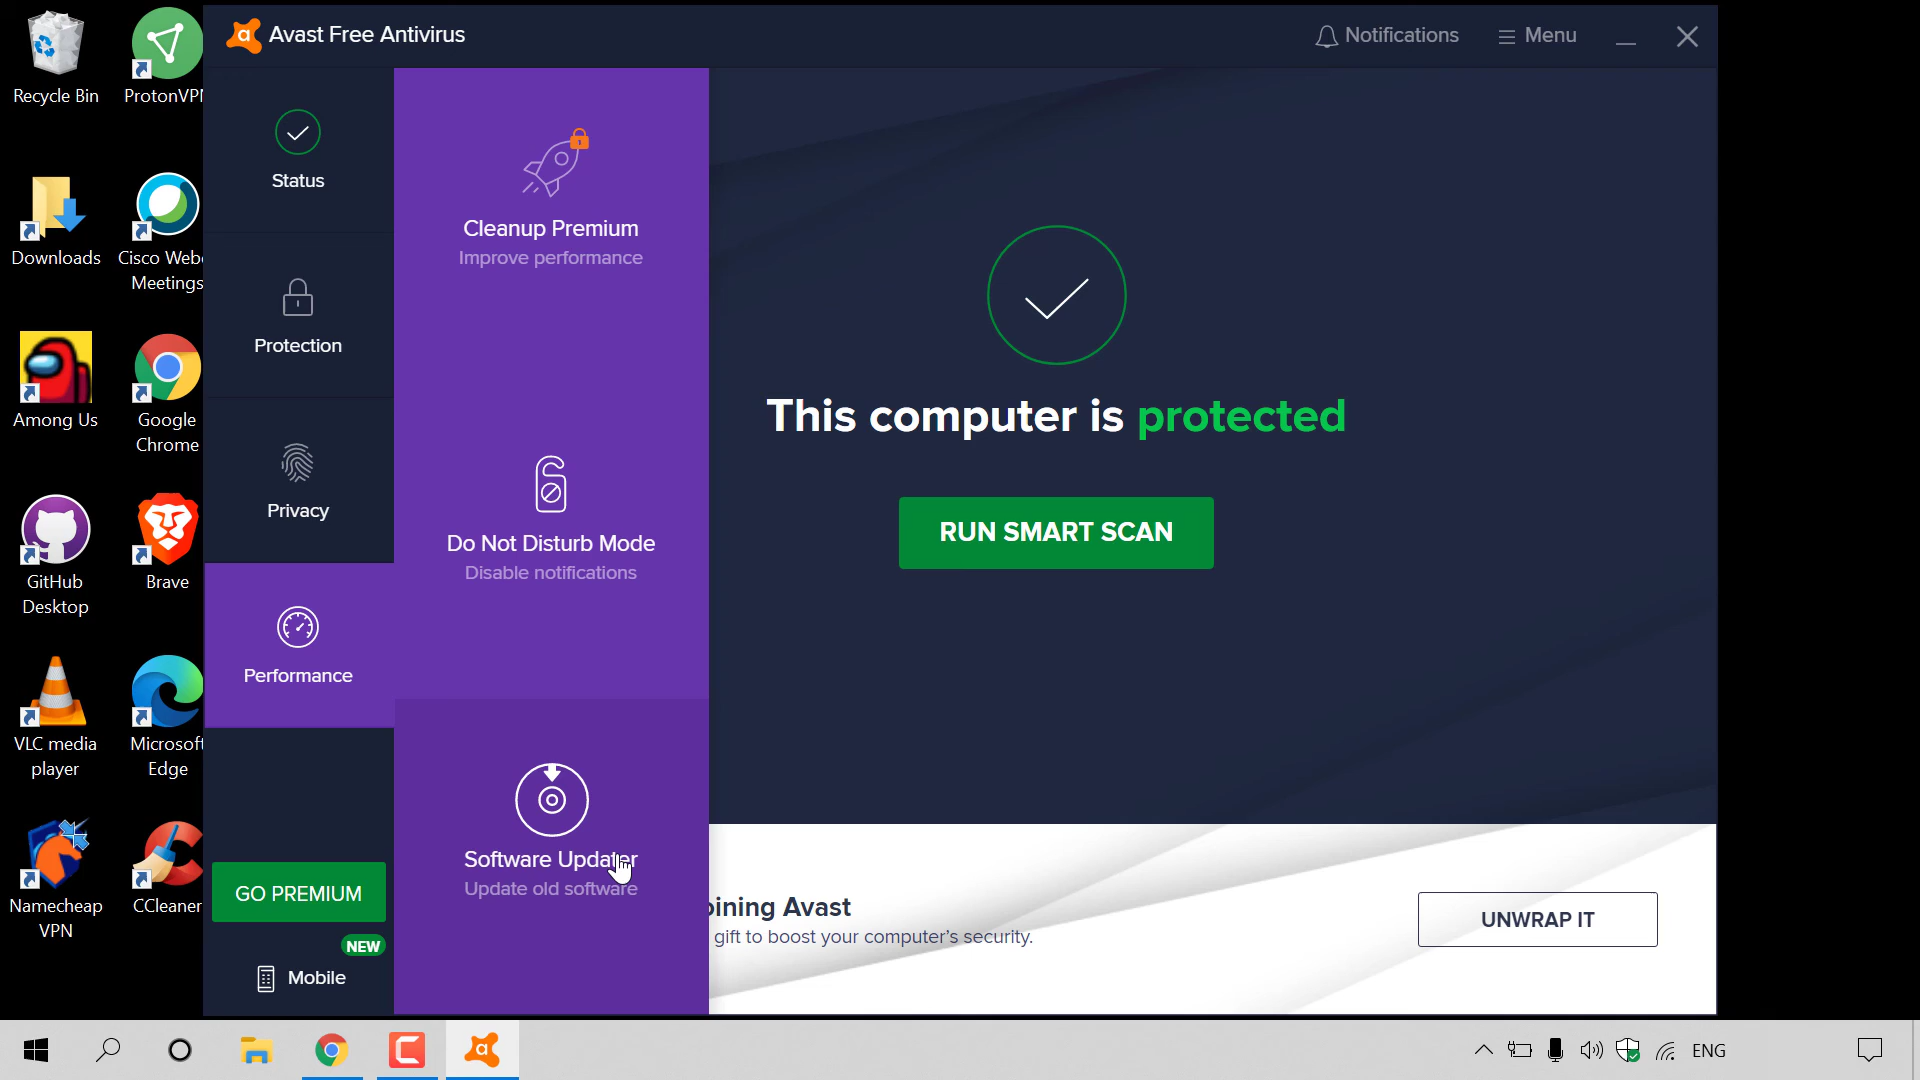 Recycle Bin
ProtonVPN
Downloads
Cisco Web
Meetings
Among Us
Google
Chrome
GitHub
Desktop
Brave
VLC media
player
Microsoft
Edge
Namecheap
VPN
CCleaner
Avast Free Antivirus
Notifications
Menu
Status
Protection
Privacy
Performance
GO PREMIUM
NEW
Mobile
Cleanup Premium
Improve performance
Do Not Disturb Mode
Disable notifications
Software Updater
Update old software
This computer is protected
RUN SMART SCAN
oining Avast
gift to boost your computer's security.
UNWRAP IT
ENG